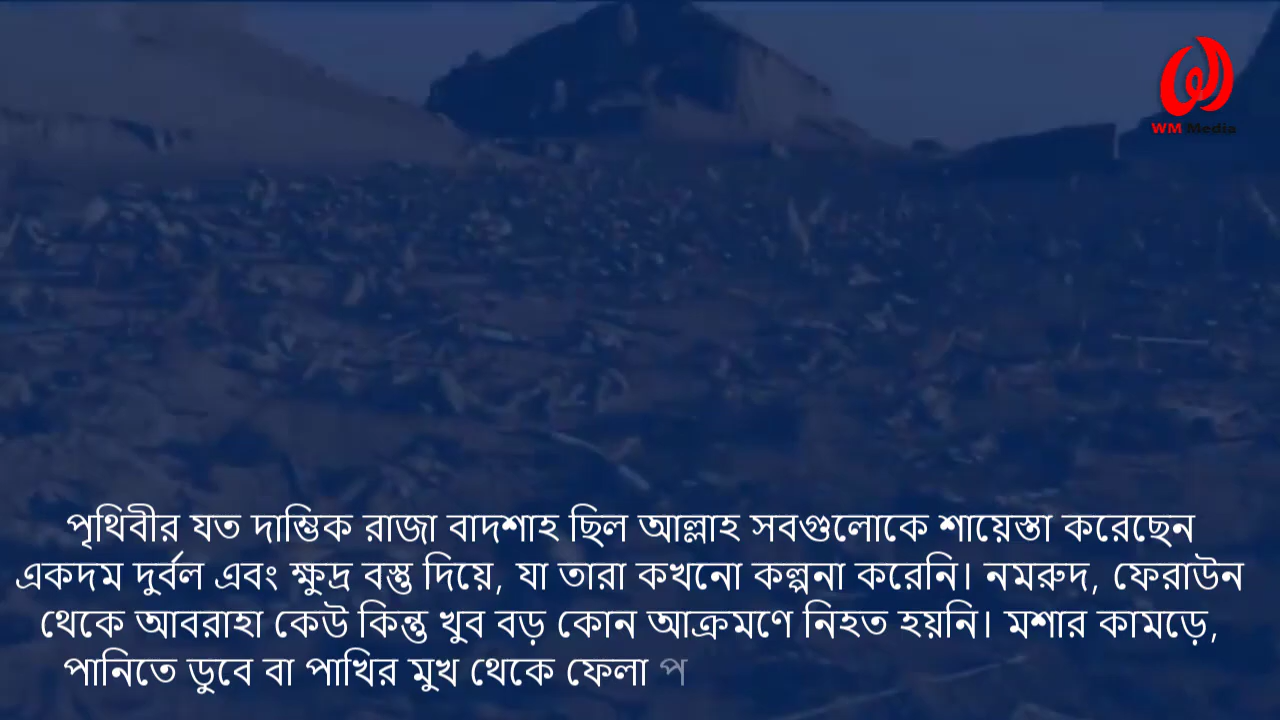 WM Media
পৃথিবীর যত দাম্ভিক রাজা বাদশাহ ছিল আল্লাহ সবগুলোকে শায়েস্তা করেছেন
একদম দুর্বল এবং ক্ষুদ্র বস্তু দিয়ে, যা তারা কখনো কল্পনা করেনি। নমরুদ, ফেরাউন
থেকে আবরাহা কেউ কিন্তু খুব বড় কোন আক্রমণে নিহত হয়নি। মশার কামড়ে,
পানিতে ডুবে বা পাখির মুখ থেকে ফেলা প